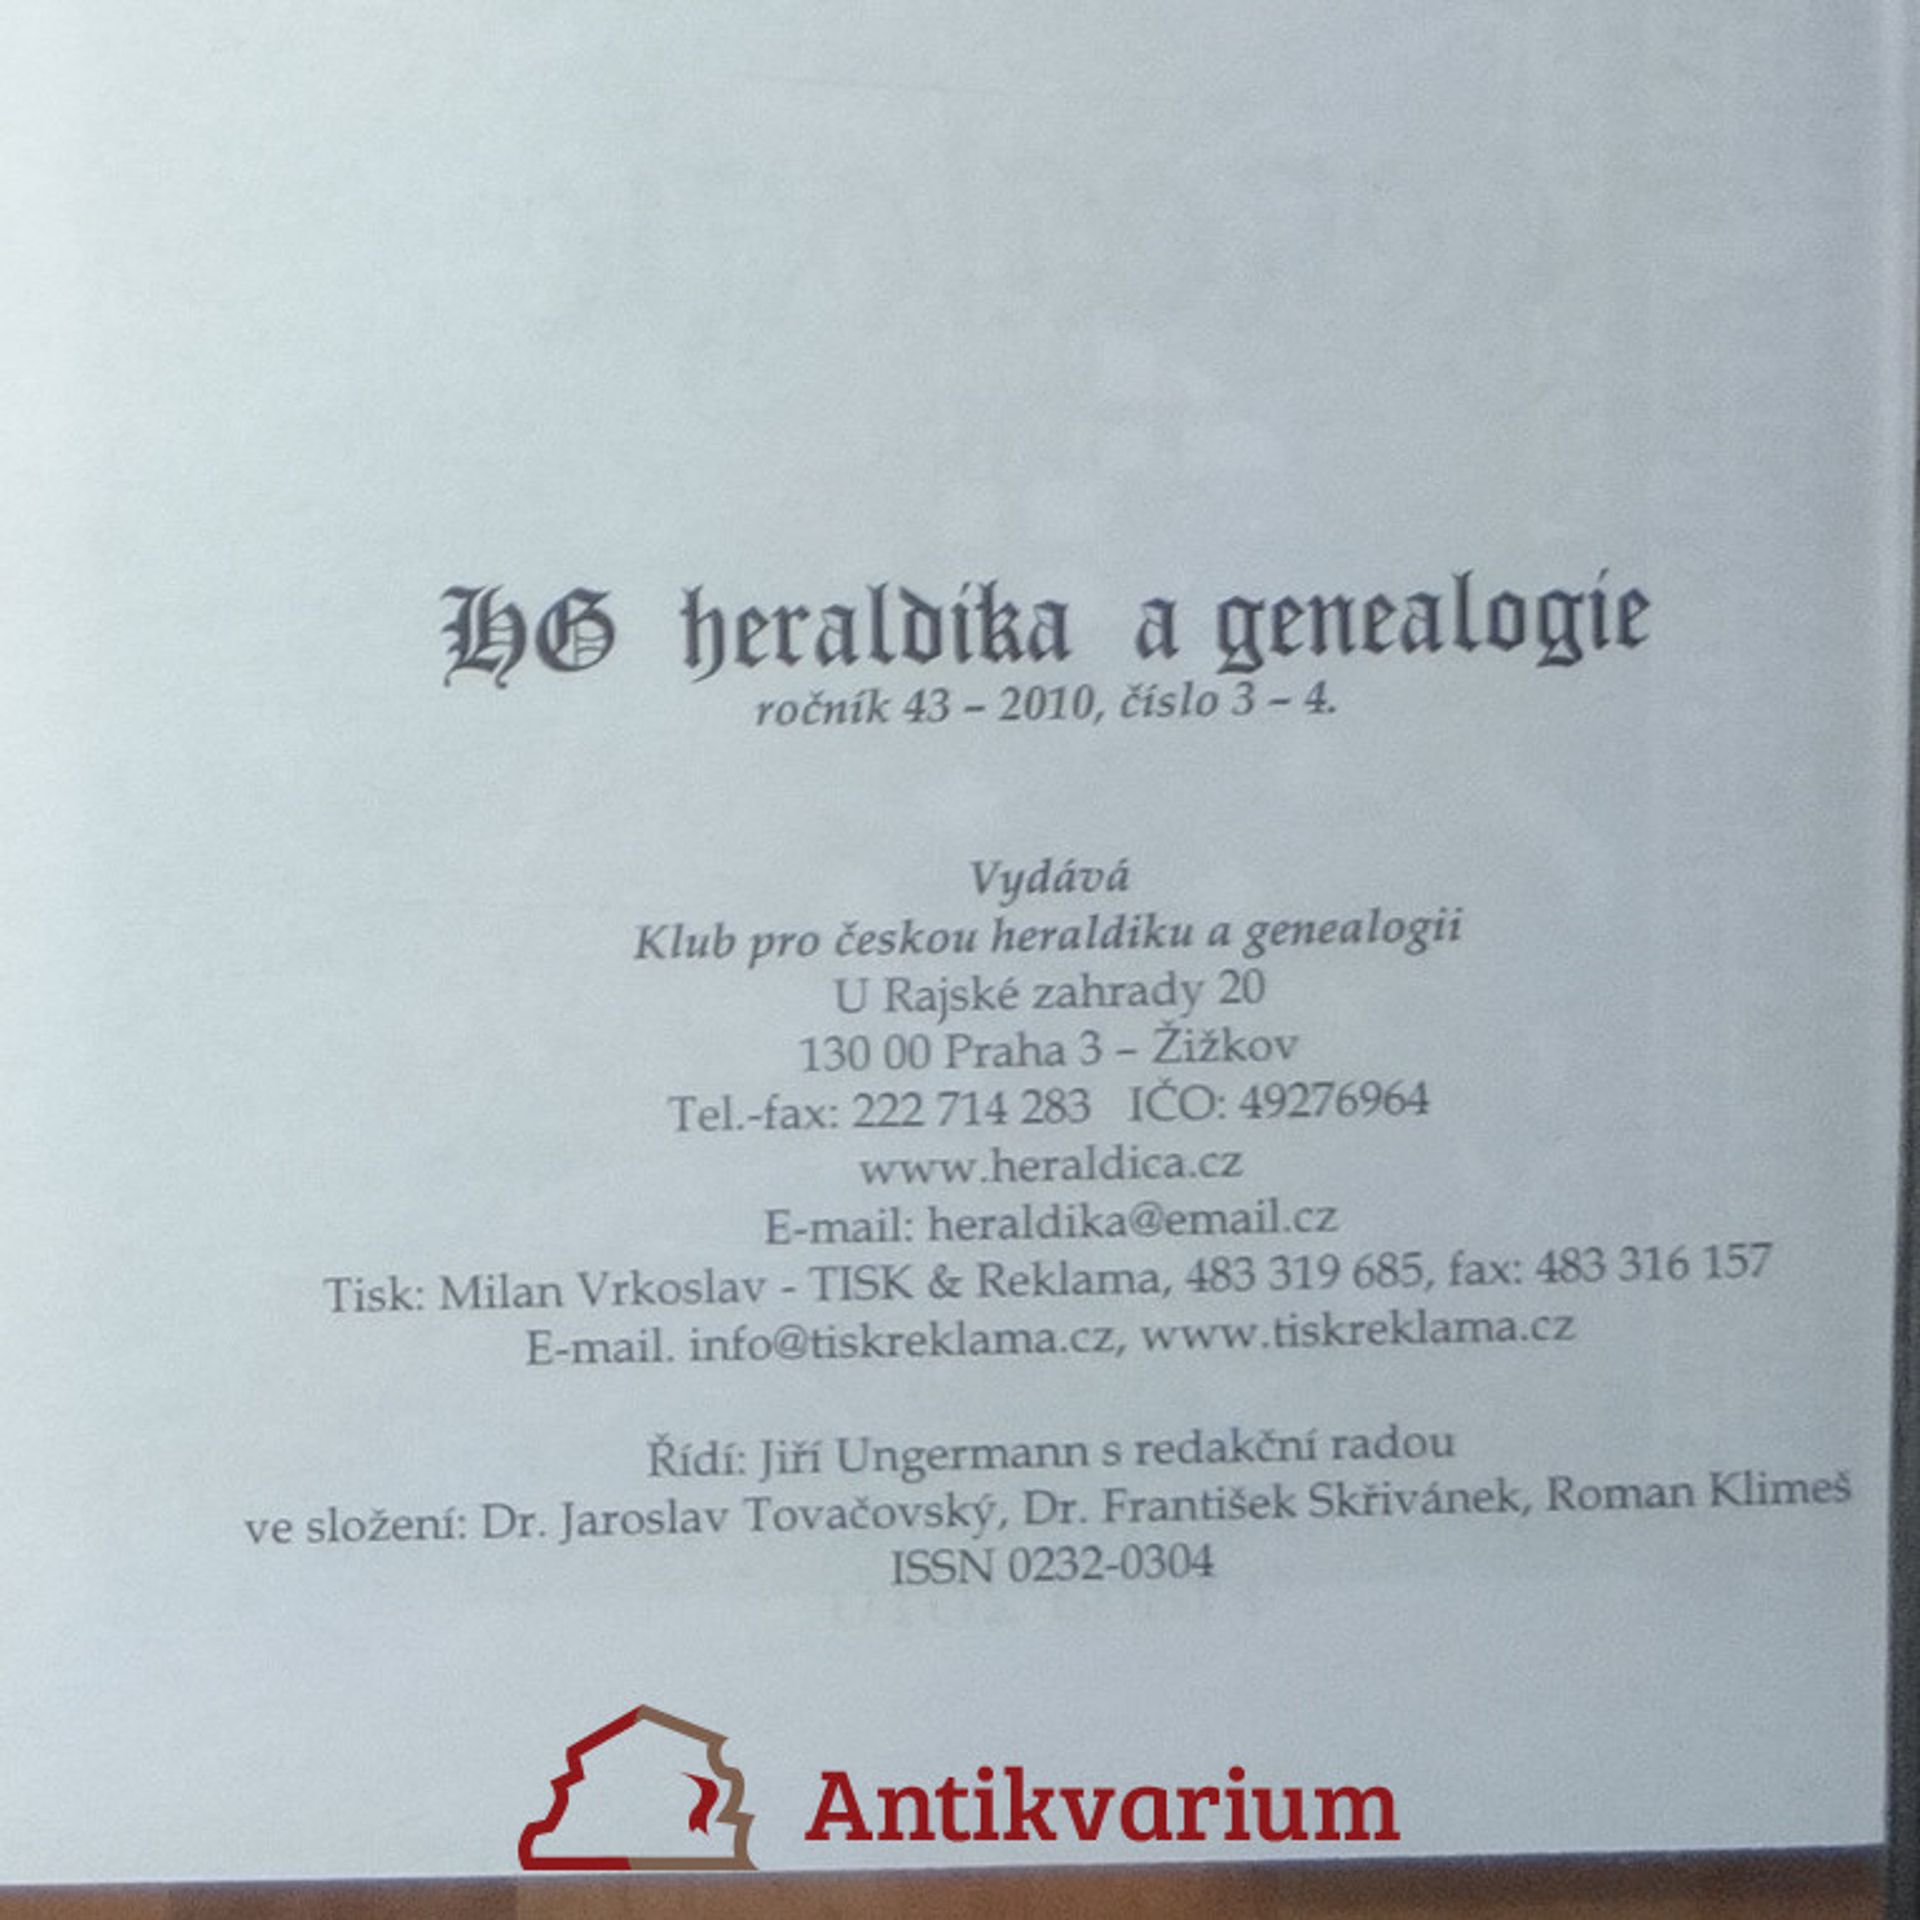 HG heraldika a genealogie
ročník 43 – 2010, číslo 3 – 4.
Vydává
Klub pro českou heraldiku a genealogii
U Rajské zahrady 20
130 00 Praha 3 – Žižkov
Tel.-fax: 222 714 283 IČO: 49276964
www.heraldica.cz
E-mail: heraldika@email.cz
Tisk: Milan Vrkoslav - TISK & Reklama, 483 319 685, fax: 483 316 157
E-mail. info@tiskreklama.cz, www.tiskreklama.cz
Řídí: Jiří Ungermann s redakční radou
ve složení: Dr. Jaroslav Tovačovský, Dr. František Skřivánek, Roman Klimeš
ISSN 0232-0304
Antikvarium